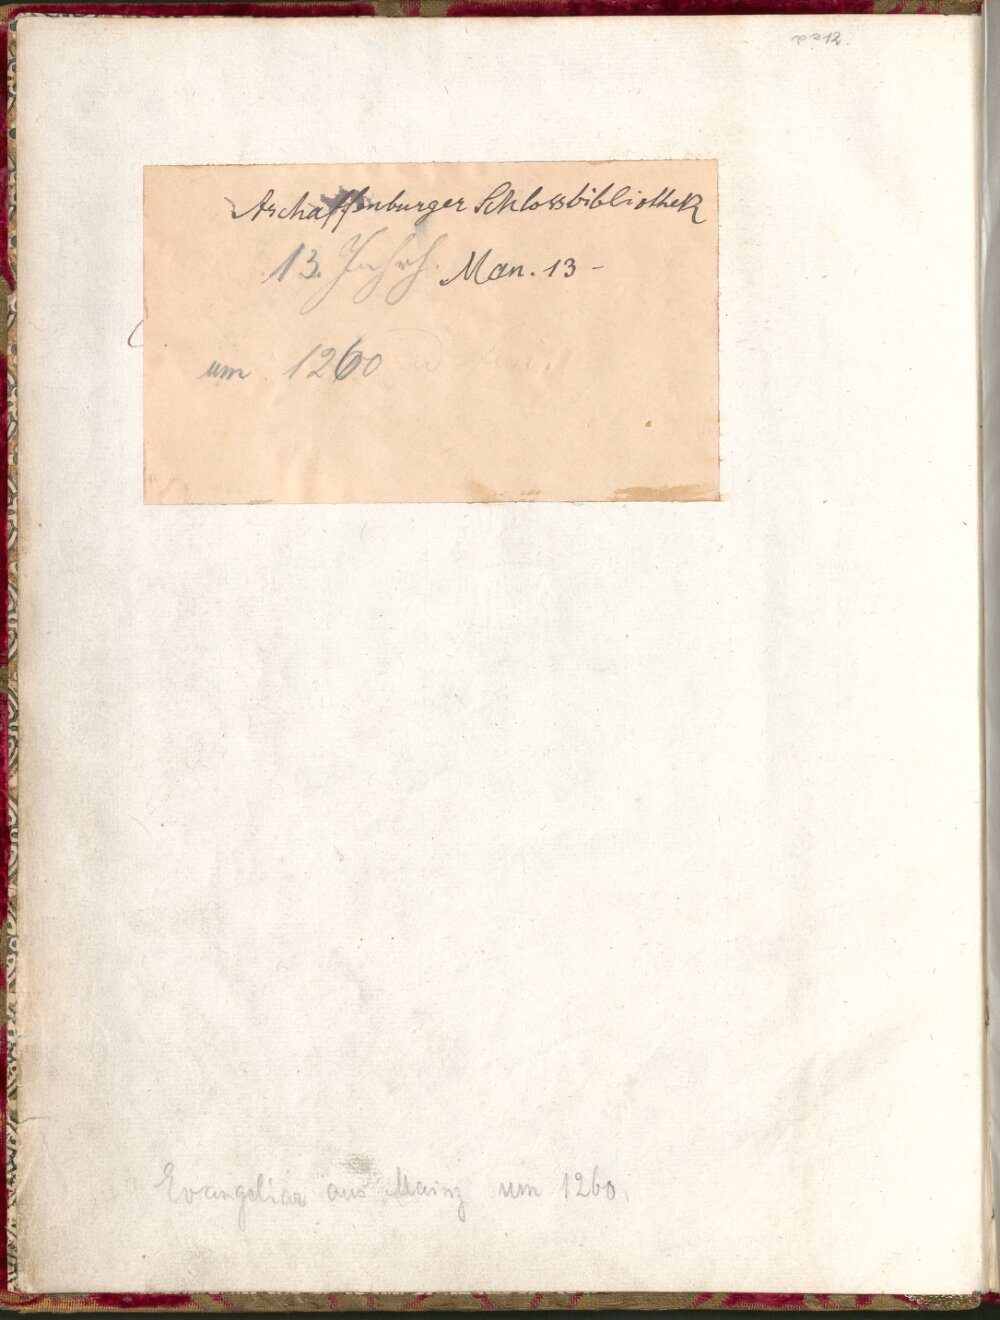 Aschaffenburger Schlossbibliothek
13. Jahrh. Man. 13 -
um 1260
Evangeliar aus Mainz um 1260.